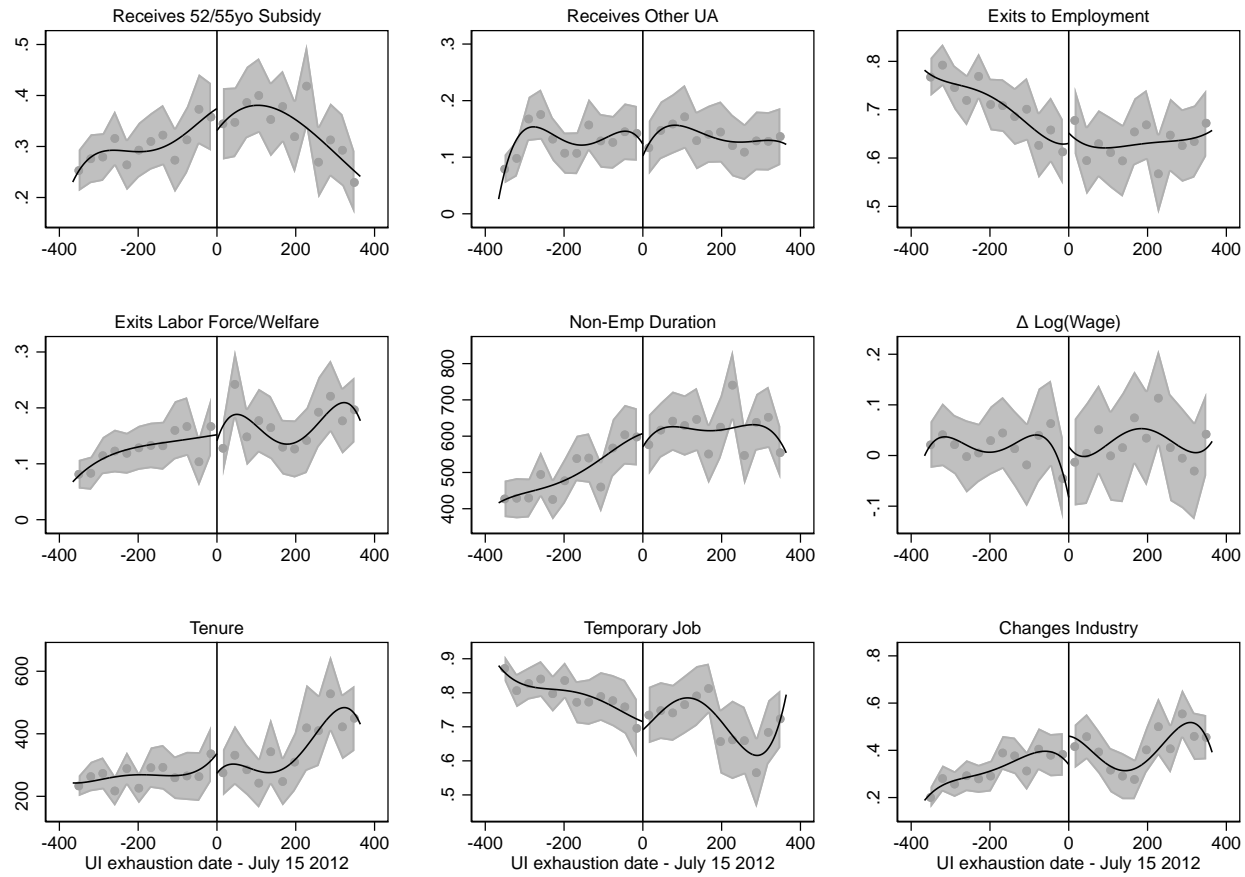 Receives 52/55yo Subsidy
.5
.4
.3
.2
-400 -200 0 200 400
Receives Other UA
.3
.2
.1
0
-400 -200 0 200 400
Exits to Employment
.8
.7
.6
.5
-400 -200 0 200 400
Exits Labor Force/Welfare
.3
.2
.1
0
-400 -200 0 200 400
Non-Emp Duration
800
700
600
500
400
-400 -200 0 200 400
Δ Log(Wage)
.2
.1
0
-.1
-400 -200 0 200 400
Tenure
600
400
200
-400 -200 0 200 400
UI exhaustion date - July 15 2012
Temporary Job
.9
.8
.7
.6
.5
-400 -200 0 200 400
UI exhaustion date - July 15 2012
Changes Industry
.8
.6
.4
.2
-400 -200 0 200 400
UI exhaustion date - July 15 2012